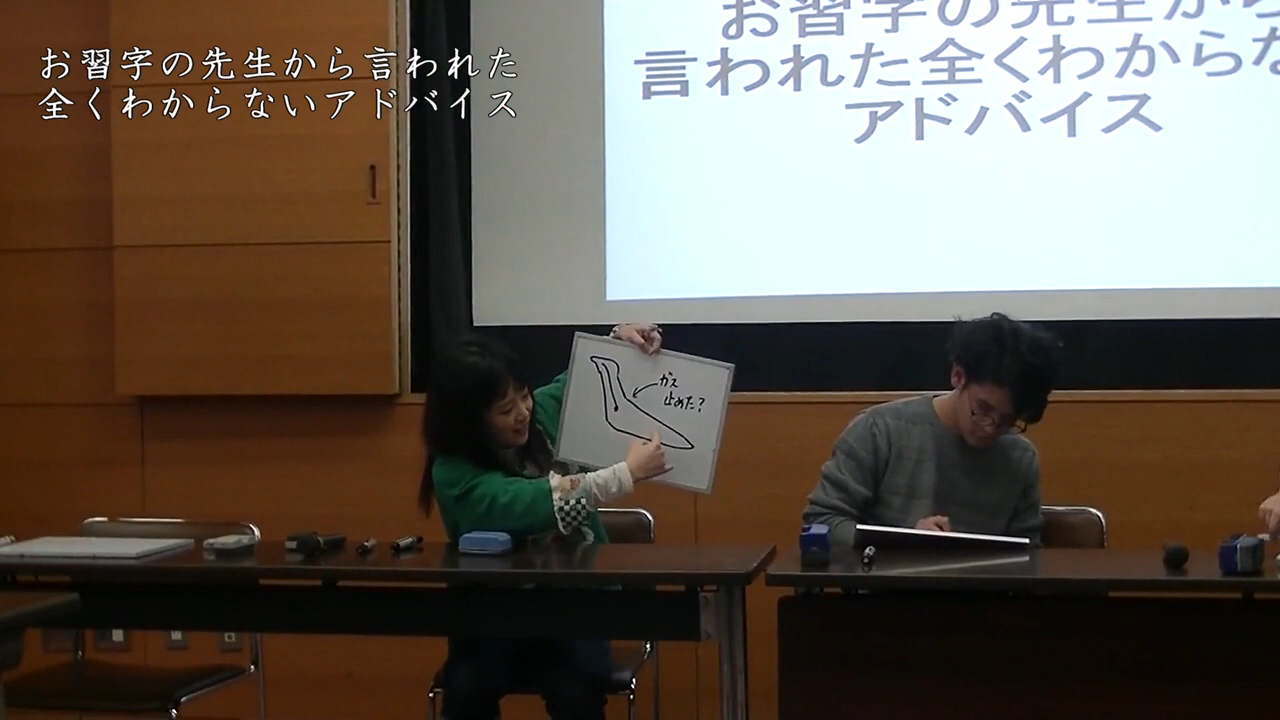 お習字の先生から言われた
全くわからないアドバイス
お習字の先生から
言われた全くわからな
アドバイス
ガス
止めた?